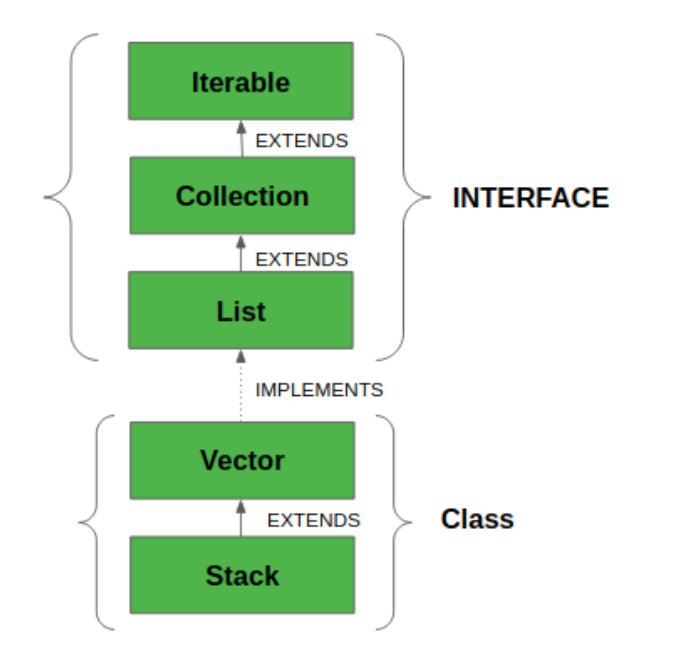 Iterable
EXTENDS
Collection
INTERFACE
EXTENDS
List
IMPLEMENTS
Vector
EXTENDS
Class
Stack